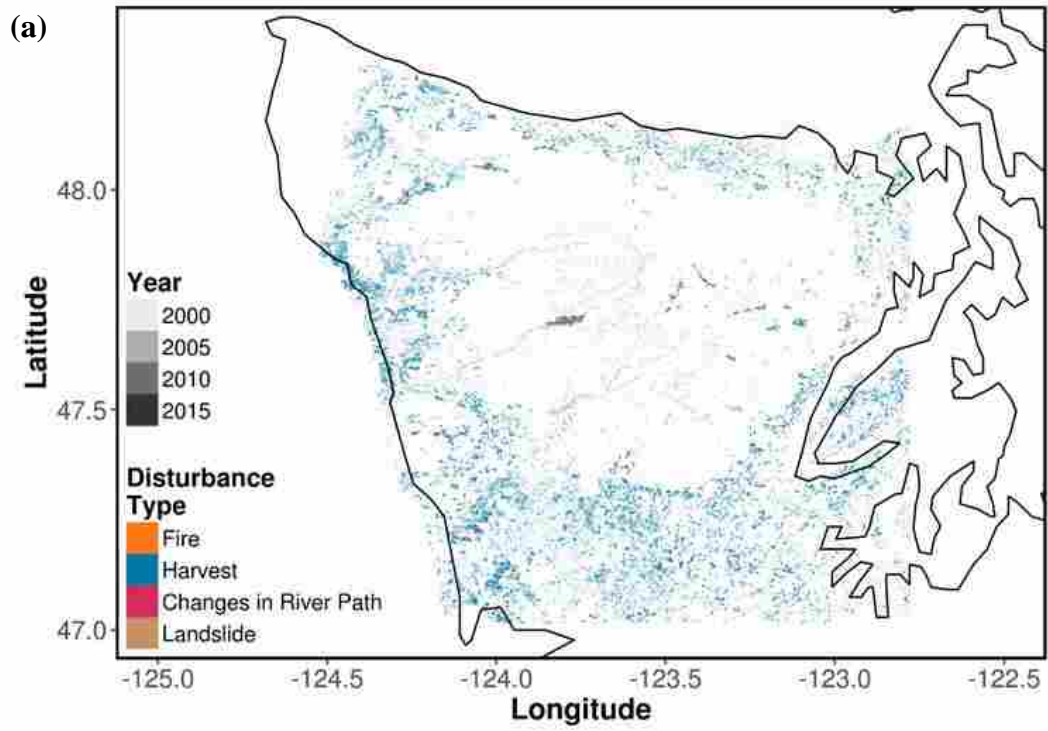 (a)
48.0
47.5
47.0
Latitude
Year
2000
2005
2010
2015
Disturbance
Type
Fire
Harvest
Changes in River Path
Landslide
-125.0 -124.5 -124.0 -123.5 -123.0 -122.5
Longitude